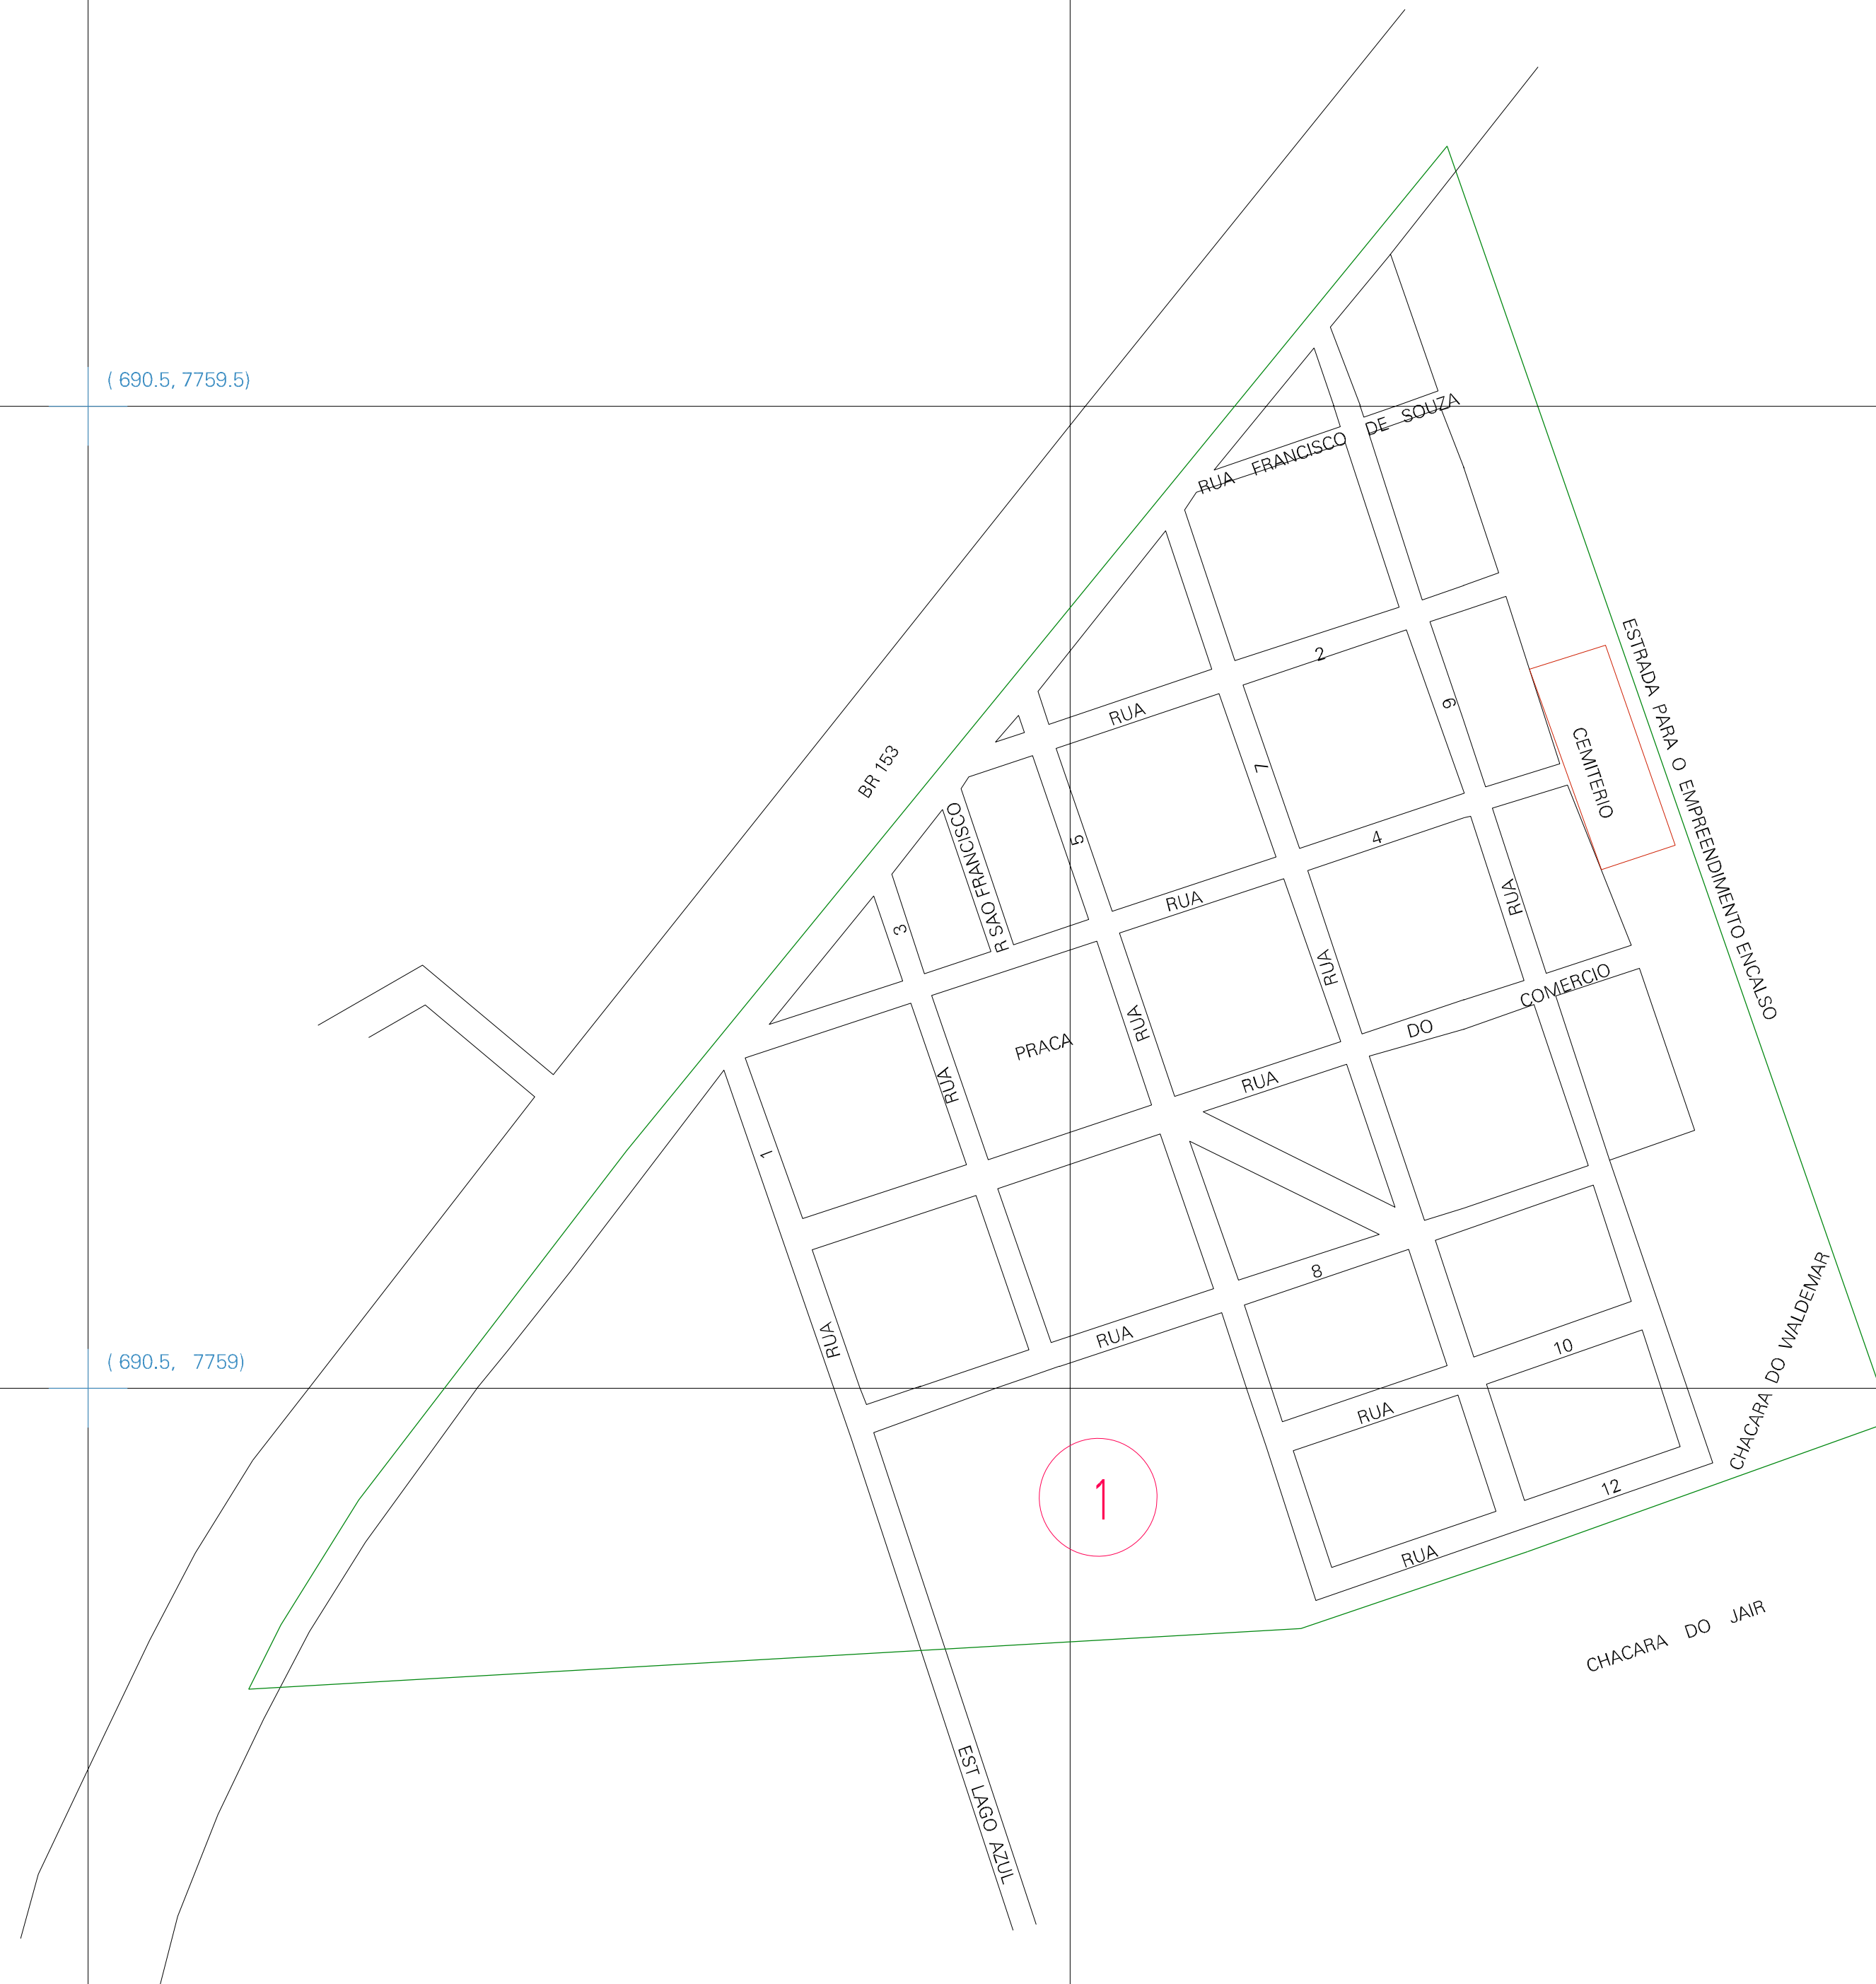 ( 690.5, 7759.5)
RUA FRANCISCO DE SOUZA
ESTRADA PARA O EMPREENDIMENTO ENCALSO
RUA 2
BR 153
CEMITERIO
RUA 9
RUA 7
RUA 5
RUA 4
R SAO FRANCISCO
RUA 3
RUA DO COMERCIO
PRACA
RUA 1
RUA 8
CHACARA DO WALDEMAR
( 690.5, 7759)
RUA 10
1
RUA 12
CHACARA DO JAIR
EST LAGO AZUL